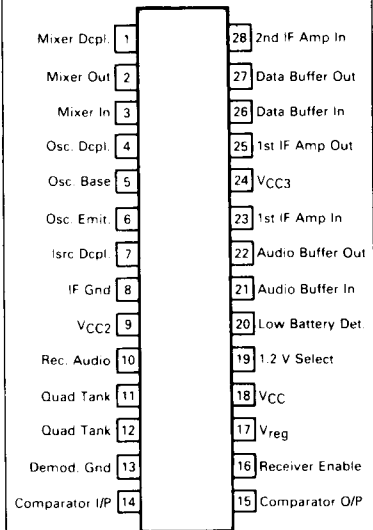 Mixer Dcpl. 1
28 2nd IF Amp In
Mixer Out 2
27 Data Buffer Out
Mixer In 3
26 Data Buffer In
Osc. Dcpl. 4
25 1st IF Amp Out
Osc. Base 5
24 VCC3
Osc. Emit. 6
23 1st IF Amp In
Isrc Dcpl. 7
22 Audio Buffer Out
IF Gnd 8
21 Audio Buffer In
VCC2 9
20 Low Battery Det.
Rec. Audio 10
19 1.2 V Select
Quad Tank 11
18 VCC
Quad Tank 12
17 Vreg
Demod. Gnd 13
16 Receiver Enable
Comparator I/P 14
15 Comparator O/P